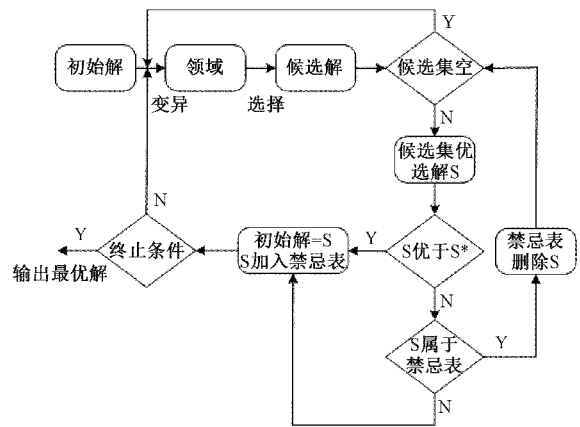 Y
初始解
领域
候选解
候选集空
变异
选择
N
候选集优
选解S
N
Y
终止条件
初始解=S
S加入禁忌表
Y
S优于S*
禁忌表
删除S
输出最优解
N
S属于
禁忌表
Y
N